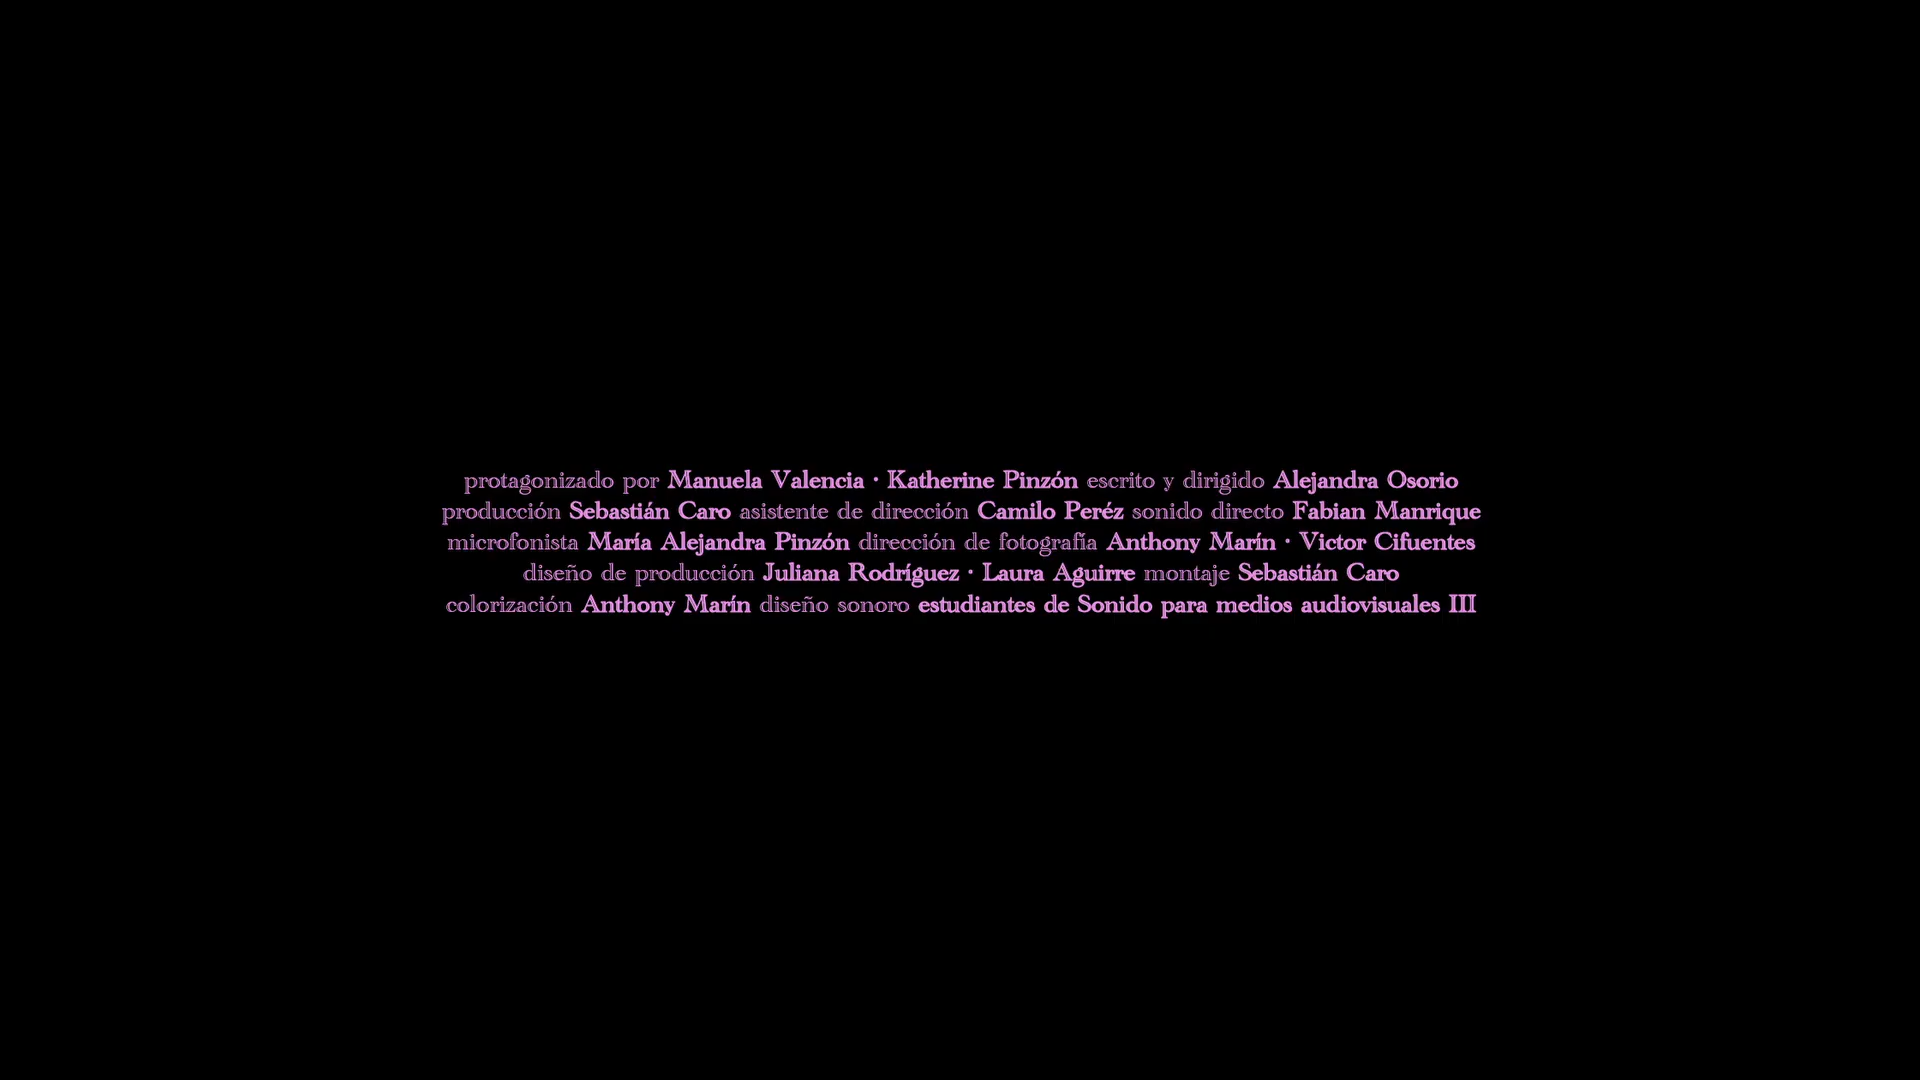 protagonizado por Manuela Valencia · Katherine Pinzón escrito y dirigido Alejandra Osorio
producción Sebastián Caro asistente de dirección Camilo Peréz sonido directo Fabian Manrique
microfonista María Alejandra Pinzón dirección de fotografía Anthony Marín · Victor Cifuentes
diseño de producción Juliana Rodríguez · Laura Aguirre montaje Sebastián Caro
colorización Anthony Marín diseño sonoro estudiantes de Sonido para medios audiovisuales III